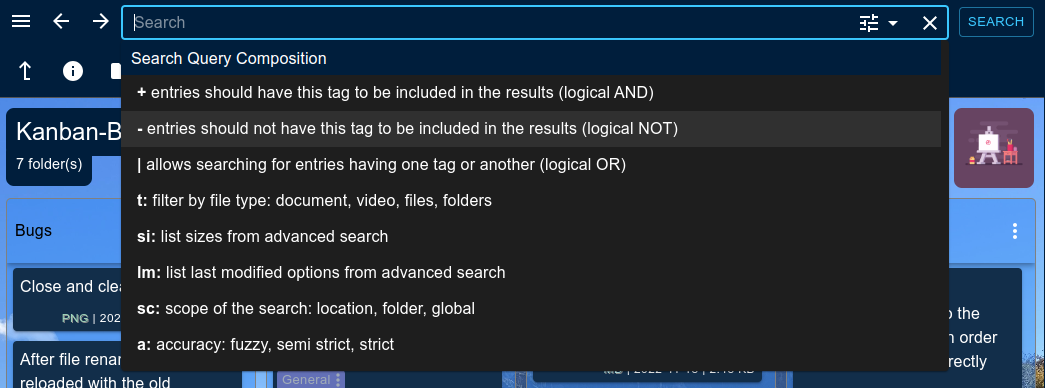 Search
SEARCH
Search Query Composition
+ entries should have this tag to be included in the results (logical AND)
- entries should not have this tag to be included in the results (logical NOT)
| allows searching for entries having one tag or another (logical OR)
t: filter by file type: document, video, files, folders
si: list sizes from advanced search
lm: list last modified options from advanced search
sc: scope of the search: location, folder, global
a: accuracy: fuzzy, semi strict, strict
Kanban-B
7 folder(s)
Bugs
Close and clea
PNG | 202
After file renar
reloaded with the old
General
the
order
rectly